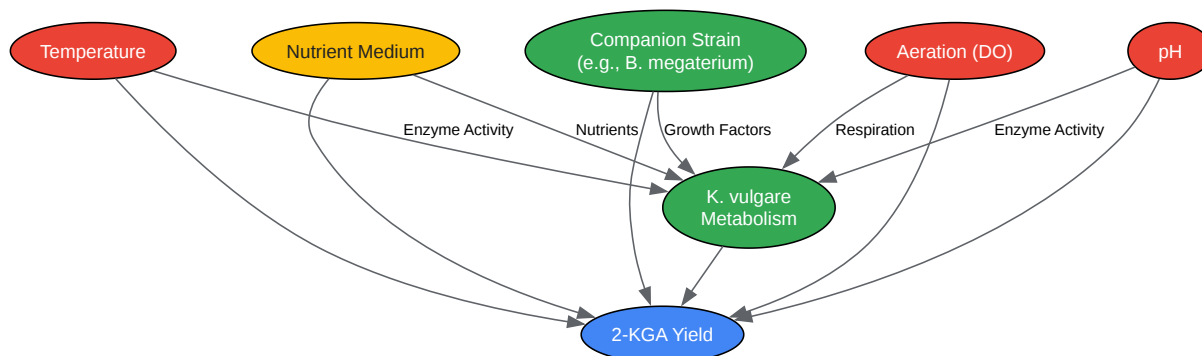 Temperature
Nutrient Medium
Companion Strain
(e.g., B. megaterium)
Aeration (DO)
pH
Enzyme Activity
Nutrients
Growth Factors
Respiration
Enzyme Activity
K. vulgare
Metabolism
2-KGA Yield